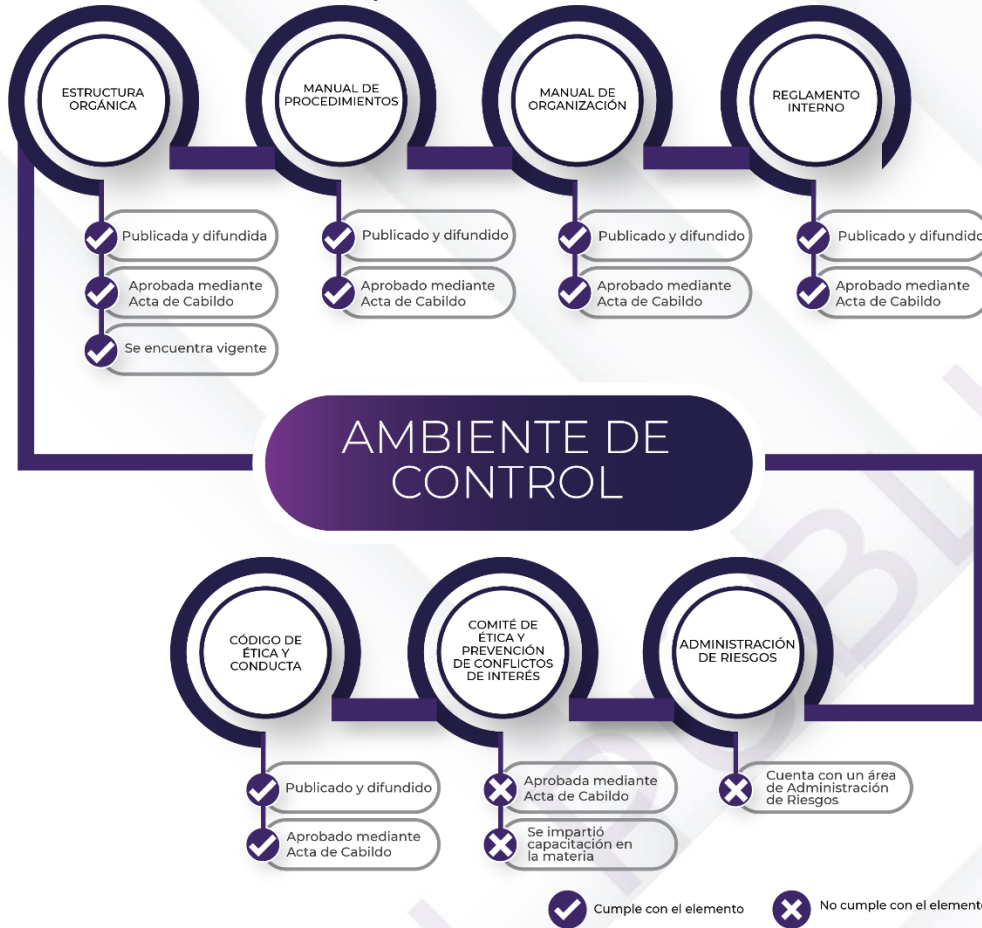 ESTRUCTURA
ORGÁNICA
MANUAL DE
PROCEDIMIENTOS
MANUAL DE
ORGANIZACIÓN
REGLAMENTO
INTERNO
Publicada y difundida
Aprobada mediante
Acta de Cabildo
Se encuentra vigente
Publicado y difundido
Aprobado mediante
Acta de Cabildo
Publicado y difundido
Aprobado mediante
Acta de Cabildo
Publicado y difundido
Aprobado mediante
Acta de Cabildo
AMBIENTE DE
CONTROL
CÓDIGO DE
ÉTICA Y
CONDUCTA
COMITÉ DE
ÉTICA Y
PREVENCIÓN
DE CONFLICTOS
DE INTERÉS
ADMINISTRACIÓN
DE RIESGOS
Publicado y difundido
Aprobado mediante
Acta de Cabildo
Aprobada mediante
Acta de Cabildo
Se impartió
capacitación en
la materia
Cuenta con un área
de Administración
de Riesgos
Cumple con el elemento
No cumple con el elemento